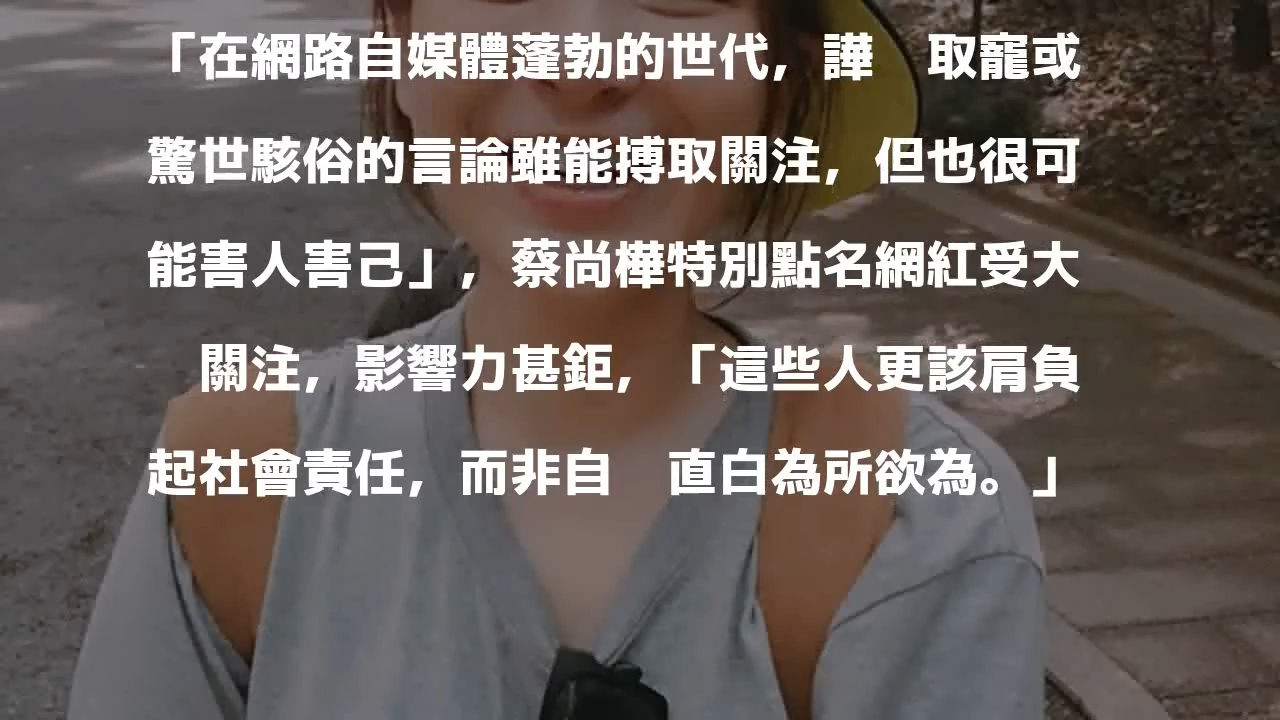 「在網路自媒體蓬勃的世代，譁　取寵或
驚世駭俗的言論雖能搏取關注，但也很可
能害人害己」，蔡尚樺特別點名網紅受大
　關注，影響力甚鉅，「這些人更該肩負
起社會責任，而非自　直白為所欲為。」